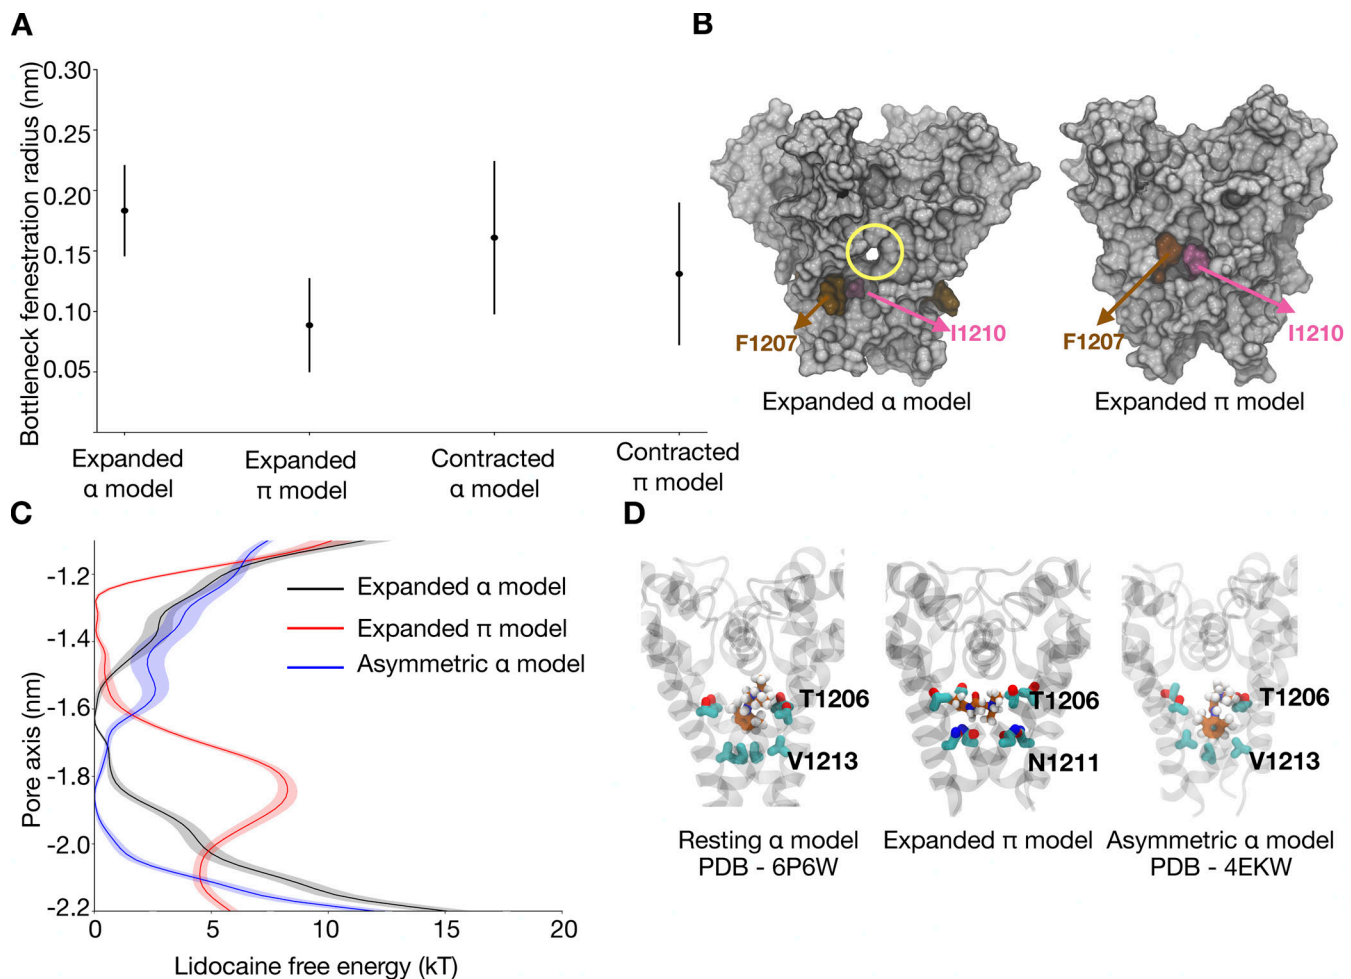 A
Bottleneck fenestration radius (nm)
0.30
0.25
0.20
0.15
0.10
0.05
Expanded
α model
Expanded
π model
Contracted
α model
Contracted
π model
B
F1207
I1210
Expanded α model
F1207
I1210
Expanded π model
C
Pore axis (nm)
-1.2
-1.4
-1.6
-1.8
-2.0
-2.2
Expanded α model
Expanded π model
Asymmetric α model
0
5
10
15
20
Lidocaine free energy (kT)
D
T1206
V1213
Resting α model
PDB - 6P6W
T1206
N1211
Expanded π model
T1206
V1213
Asymmetric α model
PDB - 4EKW